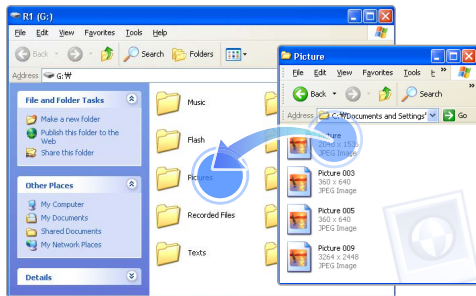 R1 (G:)
File Edit View Favorites Tools Help
Back Search Folders
Address G:₩
File and Folder Tasks
Make a new folder
Publish this folder to the
Web
Share this folder
Other Places
My Computer
My Documents
Shared Documents
My Network Places
Details
Music
Flash
Pictures
Recorded Files
Texts
Picture
File Edit View Favorites Tools »
Back Search »
Address C:₩Documents and Settings' Go
Picture
2048 x 1536
JPEG Image
Picture 003
360 x 640
JPEG Image
Picture 005
360 x 640
JPEG Image
Picture 009
3264 x 2448
JPEG Image